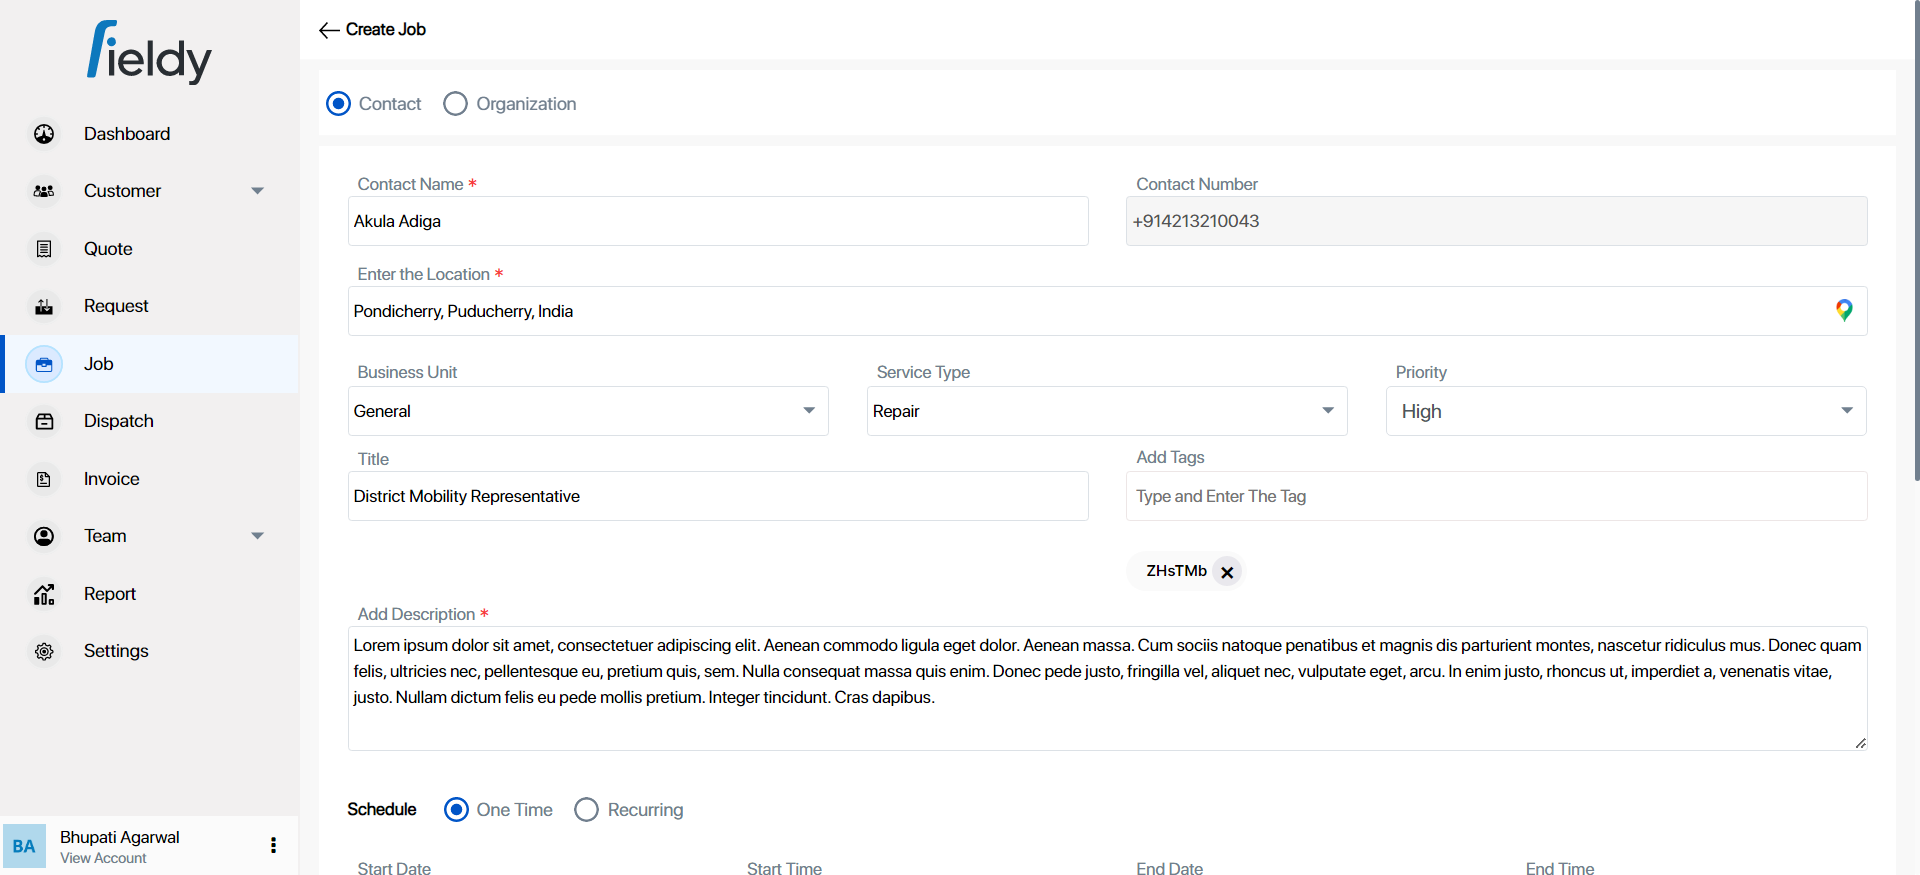 fieldy
Dashboard
Customer
Quote
Request
Job
Dispatch
Invoice
Team
Report
Settings
BA
Bhupati Agarwal
View Account
Create Job
Contact
Organization
Contact Name *
Contact Number
Akula Adiga
+914213210043
Enter the Location *
Pondicherry, Puducherry, India
Business Unit
Service Type
Priority
General
Repair
High
Title
Add Tags
District Mobility Representative
Type and Enter The Tag
ZHsTMb
Add Description *
Lorem ipsum dolor sit amet, consectetuer adipiscing elit. Aenean commodo ligula eget dolor. Aenean massa. Cum sociis natoque penatibus et magnis dis parturient montes, nascetur ridiculus mus. Donec quam
felis, ultricies nec, pellentesque eu, pretium quis, sem. Nulla consequat massa quis enim. Donec pede justo, fringilla vel, aliquet nec, vulputate eget, arcu. In enim justo, rhoncus ut, imperdiet a, venenatis vitae,
justo. Nullam dictum felis eu pede mollis pretium. Integer tincidunt. Cras dapibus.
Schedule
One Time
Recurring
Start Date
Start Time
End Date
End Time